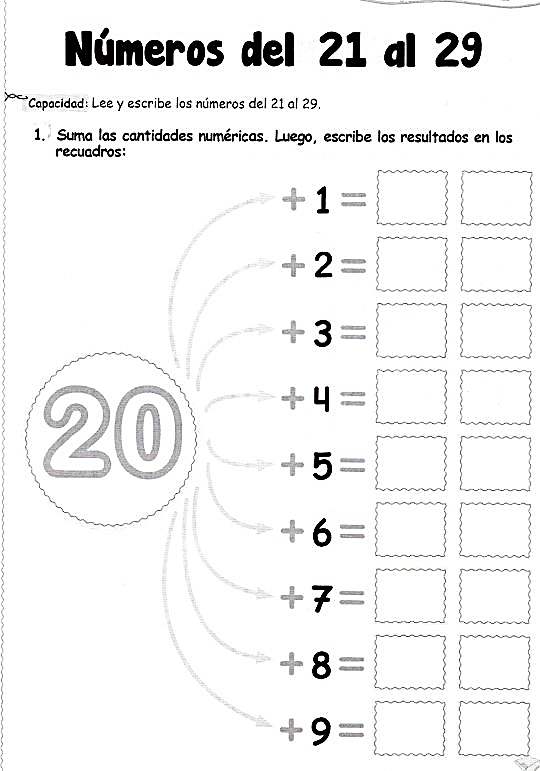 Números del 21 al 29
Capacidad: Lee y escribe los números del 21 al 29.
1. Suma las cantidades numéricas. Luego, escribe los resultados en los
recuadros:
20
+ 1 =
+ 2 =
+ 3 =
+ 4 =
+ 5 =
+ 6 =
+ 7 =
+ 8 =
+ 9 =